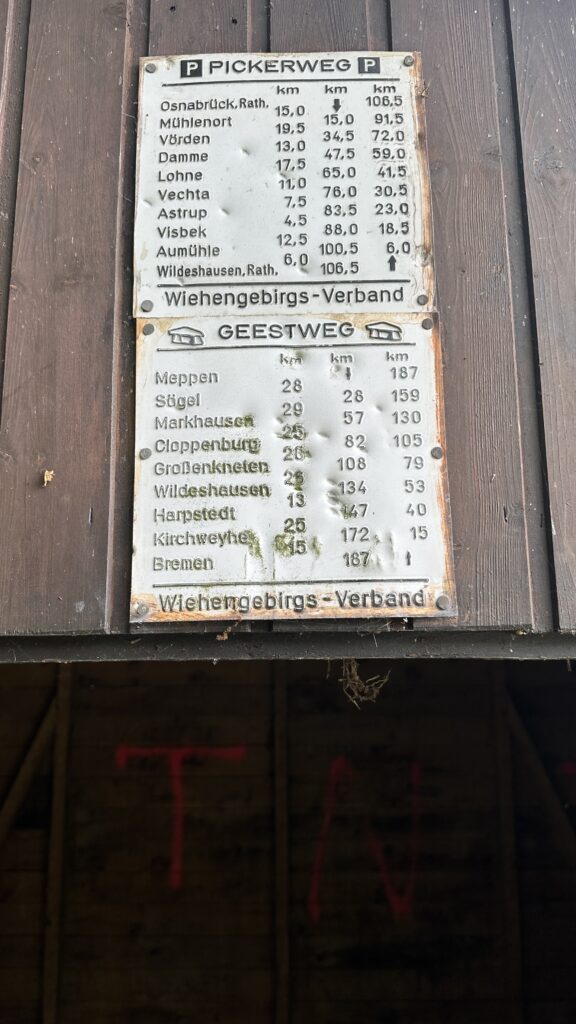 P PICKERWEG P
km km km
Osnabrück, Rath. ↓ 106,5
15,0
Mühlenort 15,0 91,5
19,5
Vörden 34,5 72,0
13,0
Damme 47,5 59,0
17,5
Lohne 65,0 41,5
11,0
Vechta 76,0 30,5
7,5
Astrup 83,5 23,0
4,5
Visbek 88,0 18,5
12,5
Aumühle 100,5 6,0
6,0
Wildeshausen, Rath. 106,5 ↑
Wiehengebirgs-Verband
GEESTWEG
km km km
Meppen ↓ 187
28
Sögel 28 159
29
Markhausen 57 130
25
Cloppenburg 82 105
26
Großenkneten 108 79
26
Wildeshausen 134 53
13
Harpstedt 147 40
25
Kirchweyhe 172 15
15
Bremen 187 ↑
Wiehengebirgs-Verband
T N